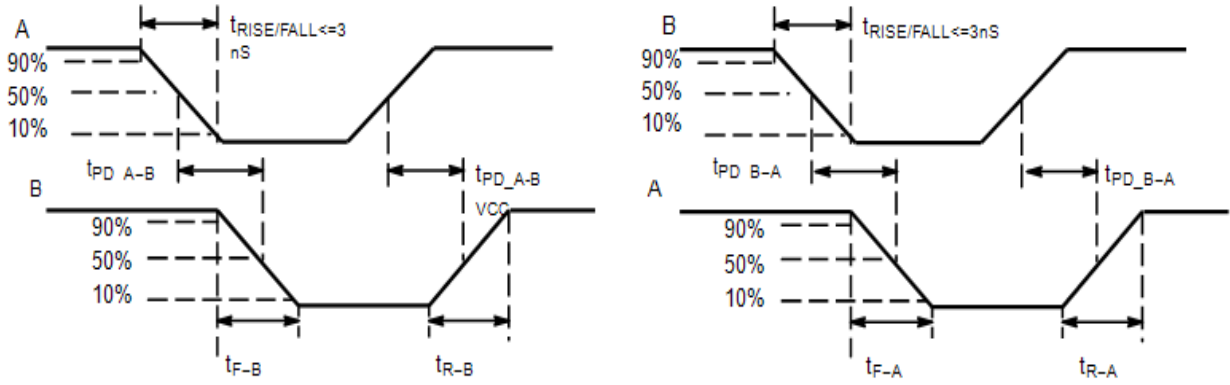 A
tRISE/FALL<=3
nS
90%
50%
10%
tPD A–B
tPD_A-B
VCC
B
90%
50%
10%
tF–B
tR–B
B
tRISE/FALL<=3nS
90%
50%
10%
tPD B–A
tPD_B–A
A
90%
50%
10%
tF–A
tR–A